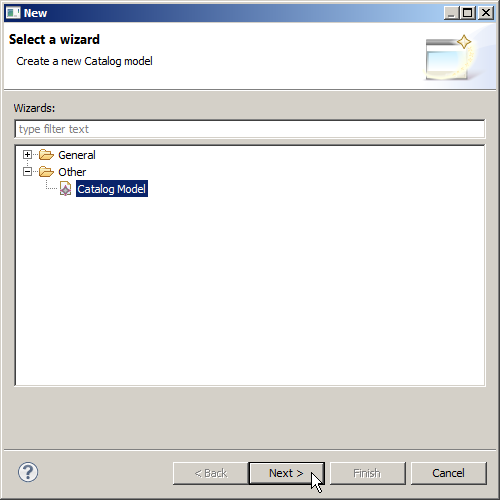 New
Select a wizard
Create a new Catalog model
Wizards:
type filter text
General
Other
Catalog Model
? < Back Next > Finish Cancel